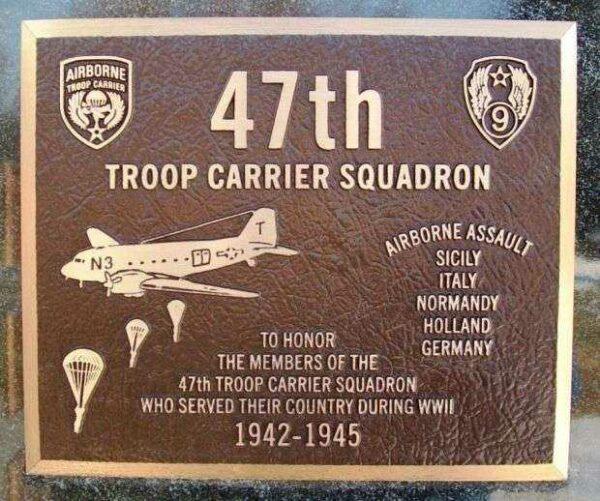 AIRBORNE
TROOP CARRIER
47th
9
TROOP CARRIER SQUADRON
T
N3
AIRBORNE ASSAULT
SICILY
ITALY
NORMANDY
HOLLAND
GERMANY
TO HONOR
THE MEMBERS OF THE
47th TROOP CARRIER SQUADRON
WHO SERVED THEIR COUNTRY DURING WWII
1942-1945